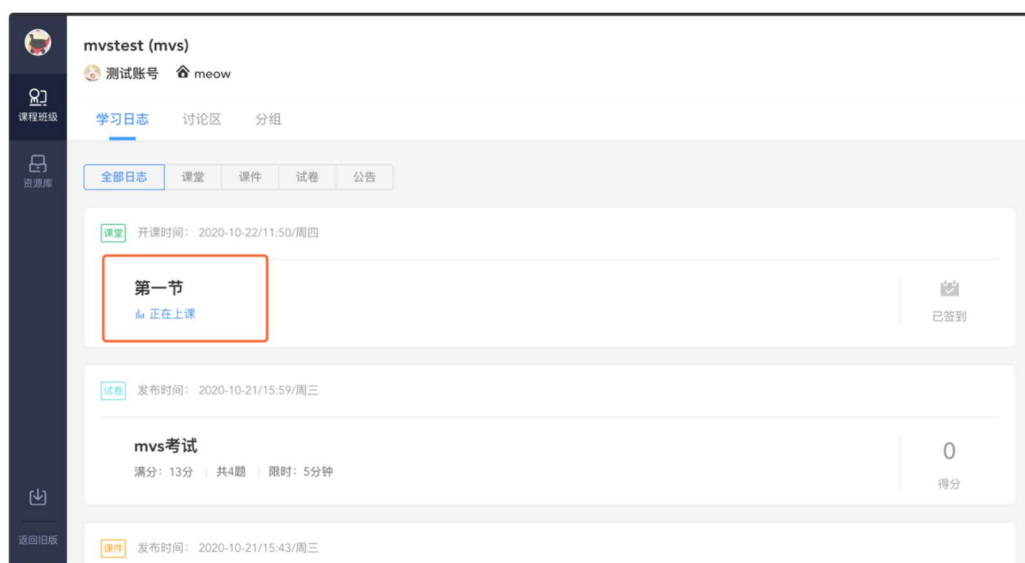 mvstest (mvs)
测试账号 meow
课程班级
学习日志 讨论区 分组
资源库
全部日志 课堂 课件 试卷 公告
课堂 开课时间： 2020-10-22/11:50/周四
第一节
正在上课
已签到
试卷 发布时间： 2020-10-21/15:59/周三
mvs考试
满分：13分 | 共4题 | 限时：5分钟
0
得分
返回旧版
课件 发布时间： 2020-10-21/15:43/周三